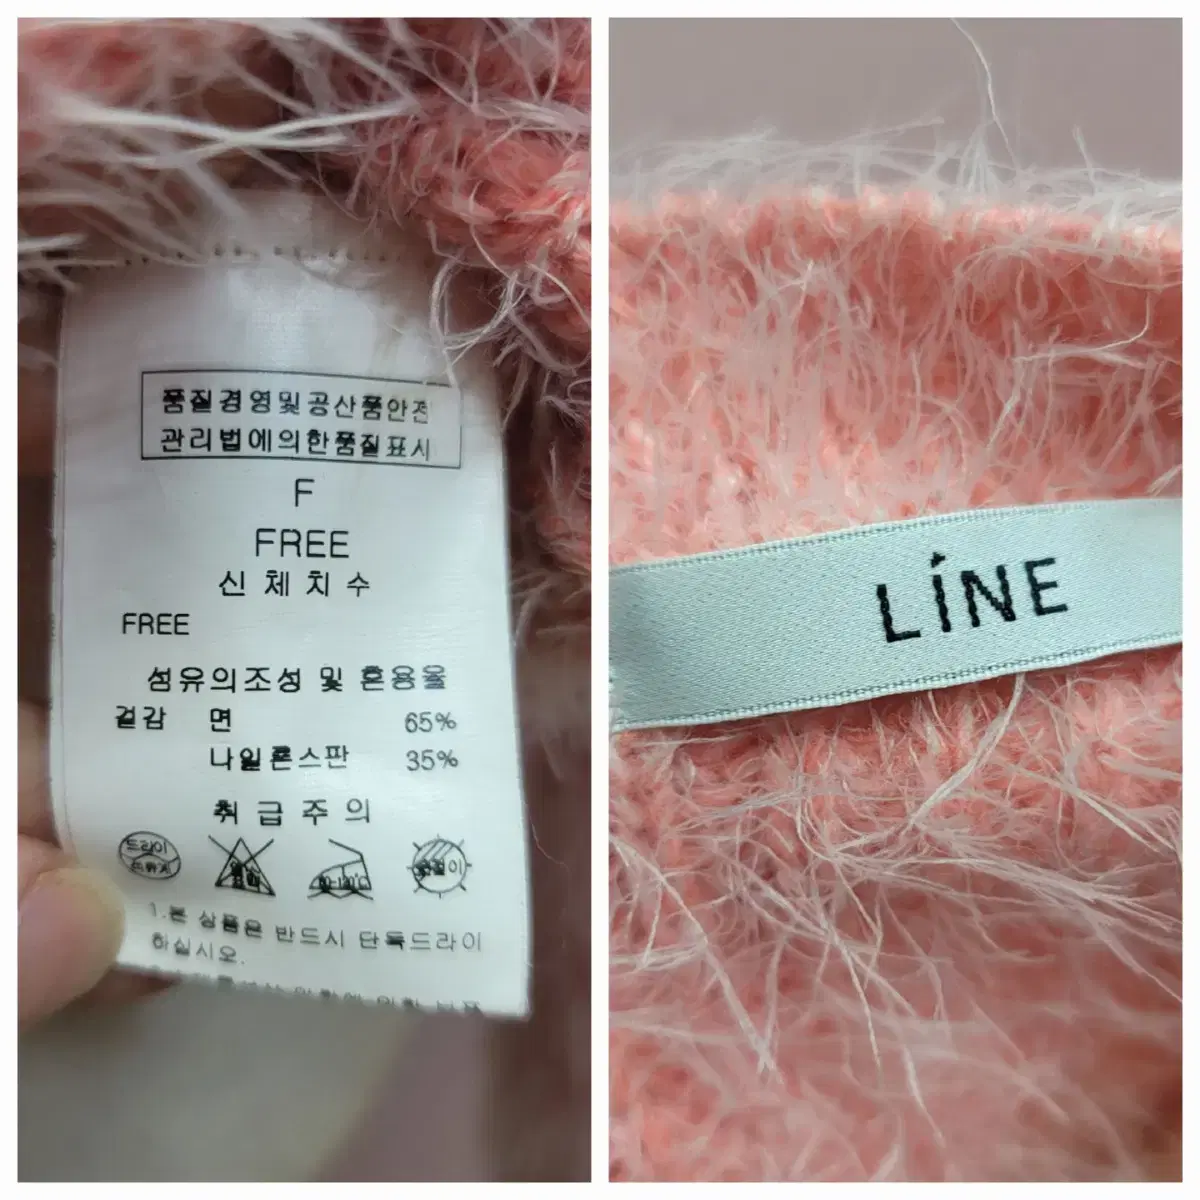 품질경영및공산품안전
관리법에의한품질표시
F
FREE
신체치수
FREE
섬유의조성 및 혼용율
겉감 면 65%
나일론스판 35%
취급주의
드라이
1.본 상품은 반드시 단독드라이
하십시오.
LÍNE